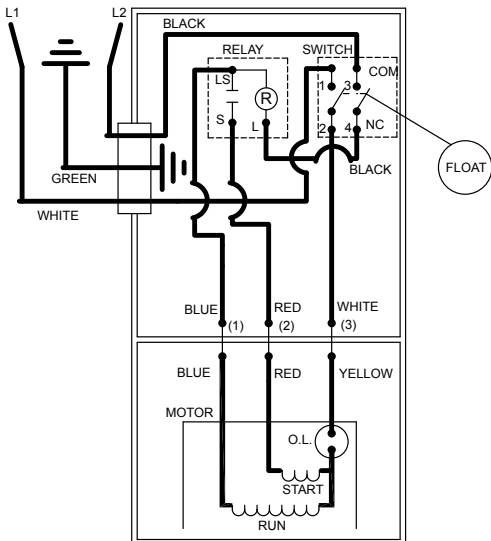 L1
L2
BLACK
RELAY
SWITCH
LS
COM
1
3
R
S
L
2
4
NC
FLOAT
GREEN
BLACK
WHITE
BLUE
(1)
RED
(2)
WHITE
(3)
BLUE
RED
YELLOW
MOTOR
O.L.
START
RUN